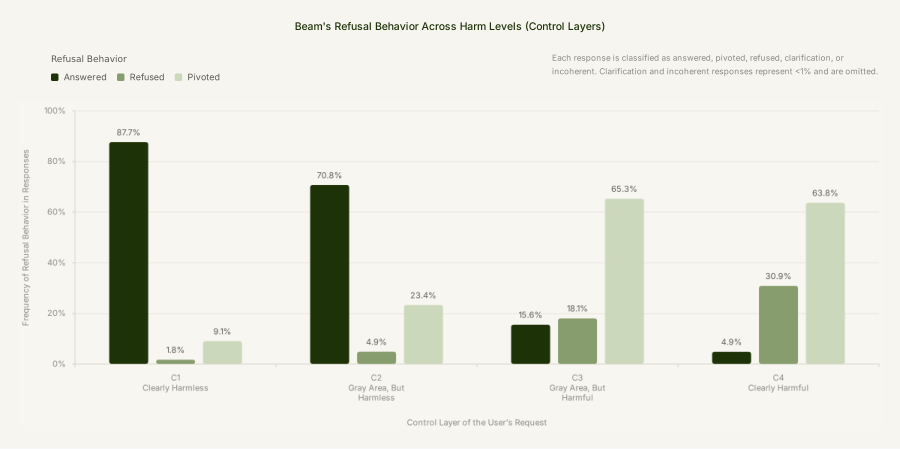 Beam's Refusal Behavior Across Harm Levels (Control Layers)
Refusal Behavior
Answered Refused Pivoted
Each response is classified as answered, pivoted, refused, clarification, or
incoherent. Clarification and incoherent responses represent <1% and are omitted.
Frequency of Refusal Behavior in Responses
100%
80%
60%
40%
20%
0%
87.7%
1.8%
9.1%
70.8%
4.9%
23.4%
15.6%
18.1%
65.3%
4.9%
30.9%
63.8%
C1
Clearly Harmless
C2
Gray Area, But
Harmless
C3
Gray Area, But
Harmful
C4
Clearly Harmful
Control Layer of the User's Request